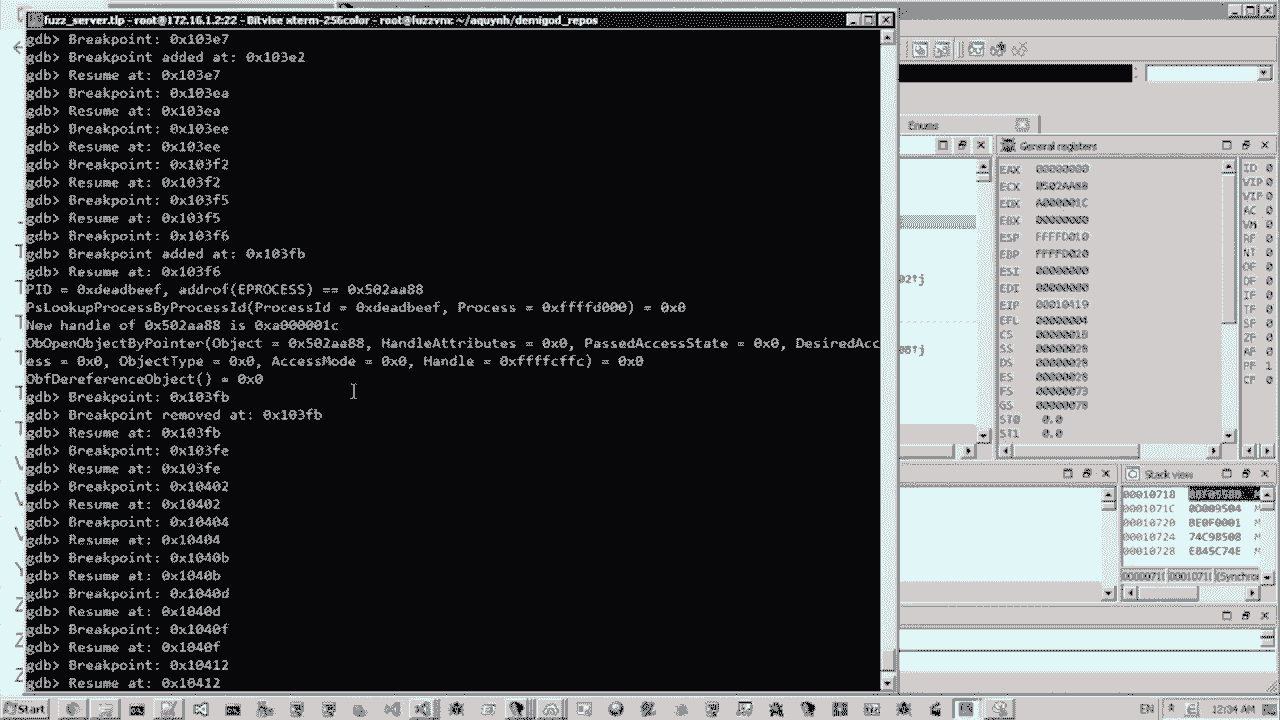 fuzz_server.tlp - root@172.16.1.2:22 - Bitvise xterm-256color - root@fuzzvnc ~/aquynh/demigod_repos
gdb> Breakpoint: 0x103e7
gdb> Breakpoint added at: 0x103e2
gdb> Resume at: 0x103e7
gdb> Breakpoint: 0x103ea
gdb> Resume at: 0x103ea
gdb> Breakpoint: 0x103ee
gdb> Resume at: 0x103ee
gdb> Breakpoint: 0x103f2
gdb> Resume at: 0x103f2
gdb> Breakpoint: 0x103f5
gdb> Resume at: 0x103f5
gdb> Breakpoint: 0x103f6
gdb> Breakpoint added at: 0x103fb
gdb> Resume at: 0x103f6
PID = 0xdeadbeef, addrof(EPROCESS) == 0x502aa88
PsLookupProcessByProcessId(ProcessId = 0xdeadbeef, Process = 0xffffd000) = 0x0
New handle of 0x502aa88 is 0xa000001c
ObOpenObjectByPointer(Object = 0x502aa88, HandleAttributes = 0x0, PassedAccessState = 0x0, DesiredAcc
ess = 0x0, ObjectType = 0x0, AccessMode = 0x0, Handle = 0xffffcffc) = 0x0
ObfDereferenceObject() = 0x0
gdb> Breakpoint: 0x103fb
gdb> Breakpoint removed at: 0x103fb
gdb> Resume at: 0x103fb
gdb> Breakpoint: 0x103fe
gdb> Resume at: 0x103fe
gdb> Breakpoint: 0x10402
gdb> Resume at: 0x10402
gdb> Breakpoint: 0x10404
gdb> Resume at: 0x10404
gdb> Breakpoint: 0x1040b
gdb> Resume at: 0x1040b
gdb> Breakpoint: 0x1040d
gdb> Resume at: 0x1040d
gdb> Breakpoint: 0x1040f
gdb> Resume at: 0x1040f
gdb> Breakpoint: 0x10412
gdb> Resume at: 0x10412
Enums
General registers
EAX 00000000
ECX 0502AA88
EDX A000001C
EBX 00000000
ESP FFFFD010
EBP FFFFD020
ESI 00000000
EDI 00000000
EIP 00010419
EFL 00000004
CS
SS 00000028
DS 00000028
ES 00000028
FS 00000073
GS 00000078
ST0 0.0
ST1 0.0
ID 0
VIP 0
VIF 0
AC 0
VM 0
RF 0
NT 0
OF 0
DF 0
IF 0
TF 0
SF 0
ZF 0
AF 0
PF 1
CF 0
Stack view
00010718
0001071C 0D009504
00010720 BE0F0001
00010724 74C98508
00010728 E845C74E
Start
EN
12:34 AM